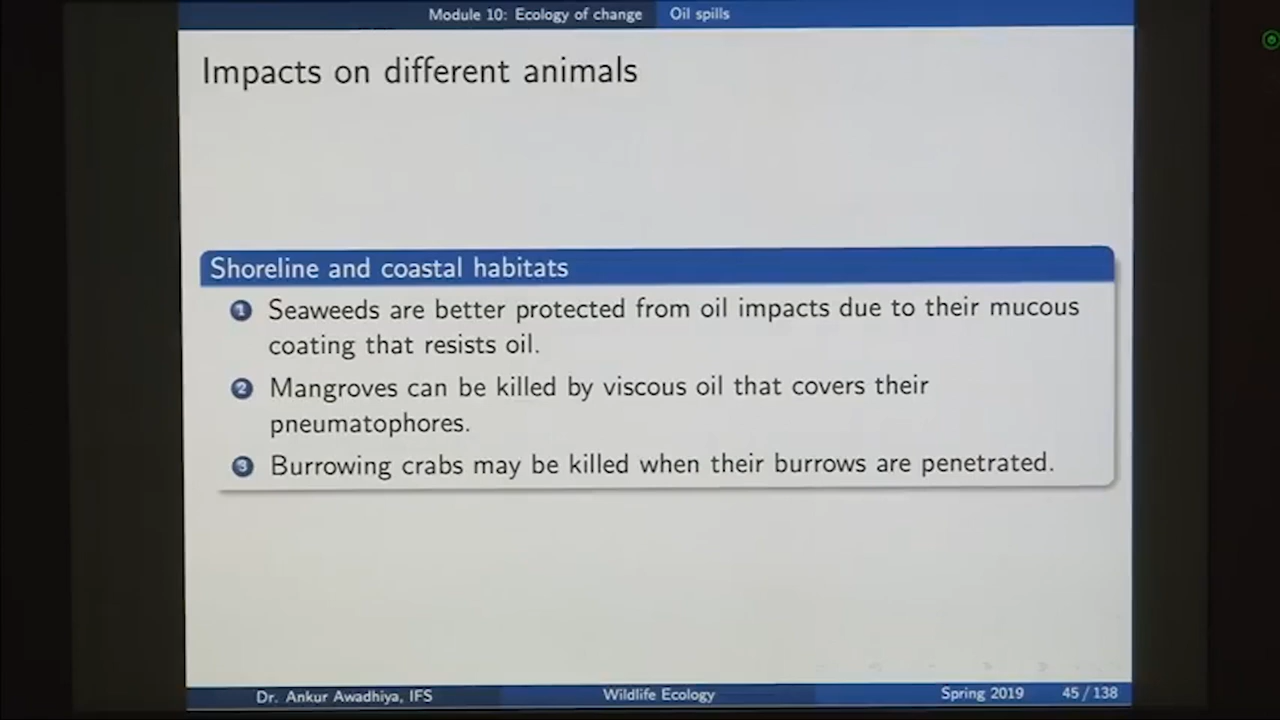 Module 10: Ecology of change Oil spills
Impacts on different animals
Shoreline and coastal habitats
1 Seaweeds are better protected from oil impacts due to their mucous
coating that resists oil.
2 Mangroves can be killed by viscous oil that covers their
pneumatophores.
3 Burrowing crabs may be killed when their burrows are penetrated.
Dr. Ankur Awadhiya, IFS Wildlife Ecology Spring 2019 45 / 138